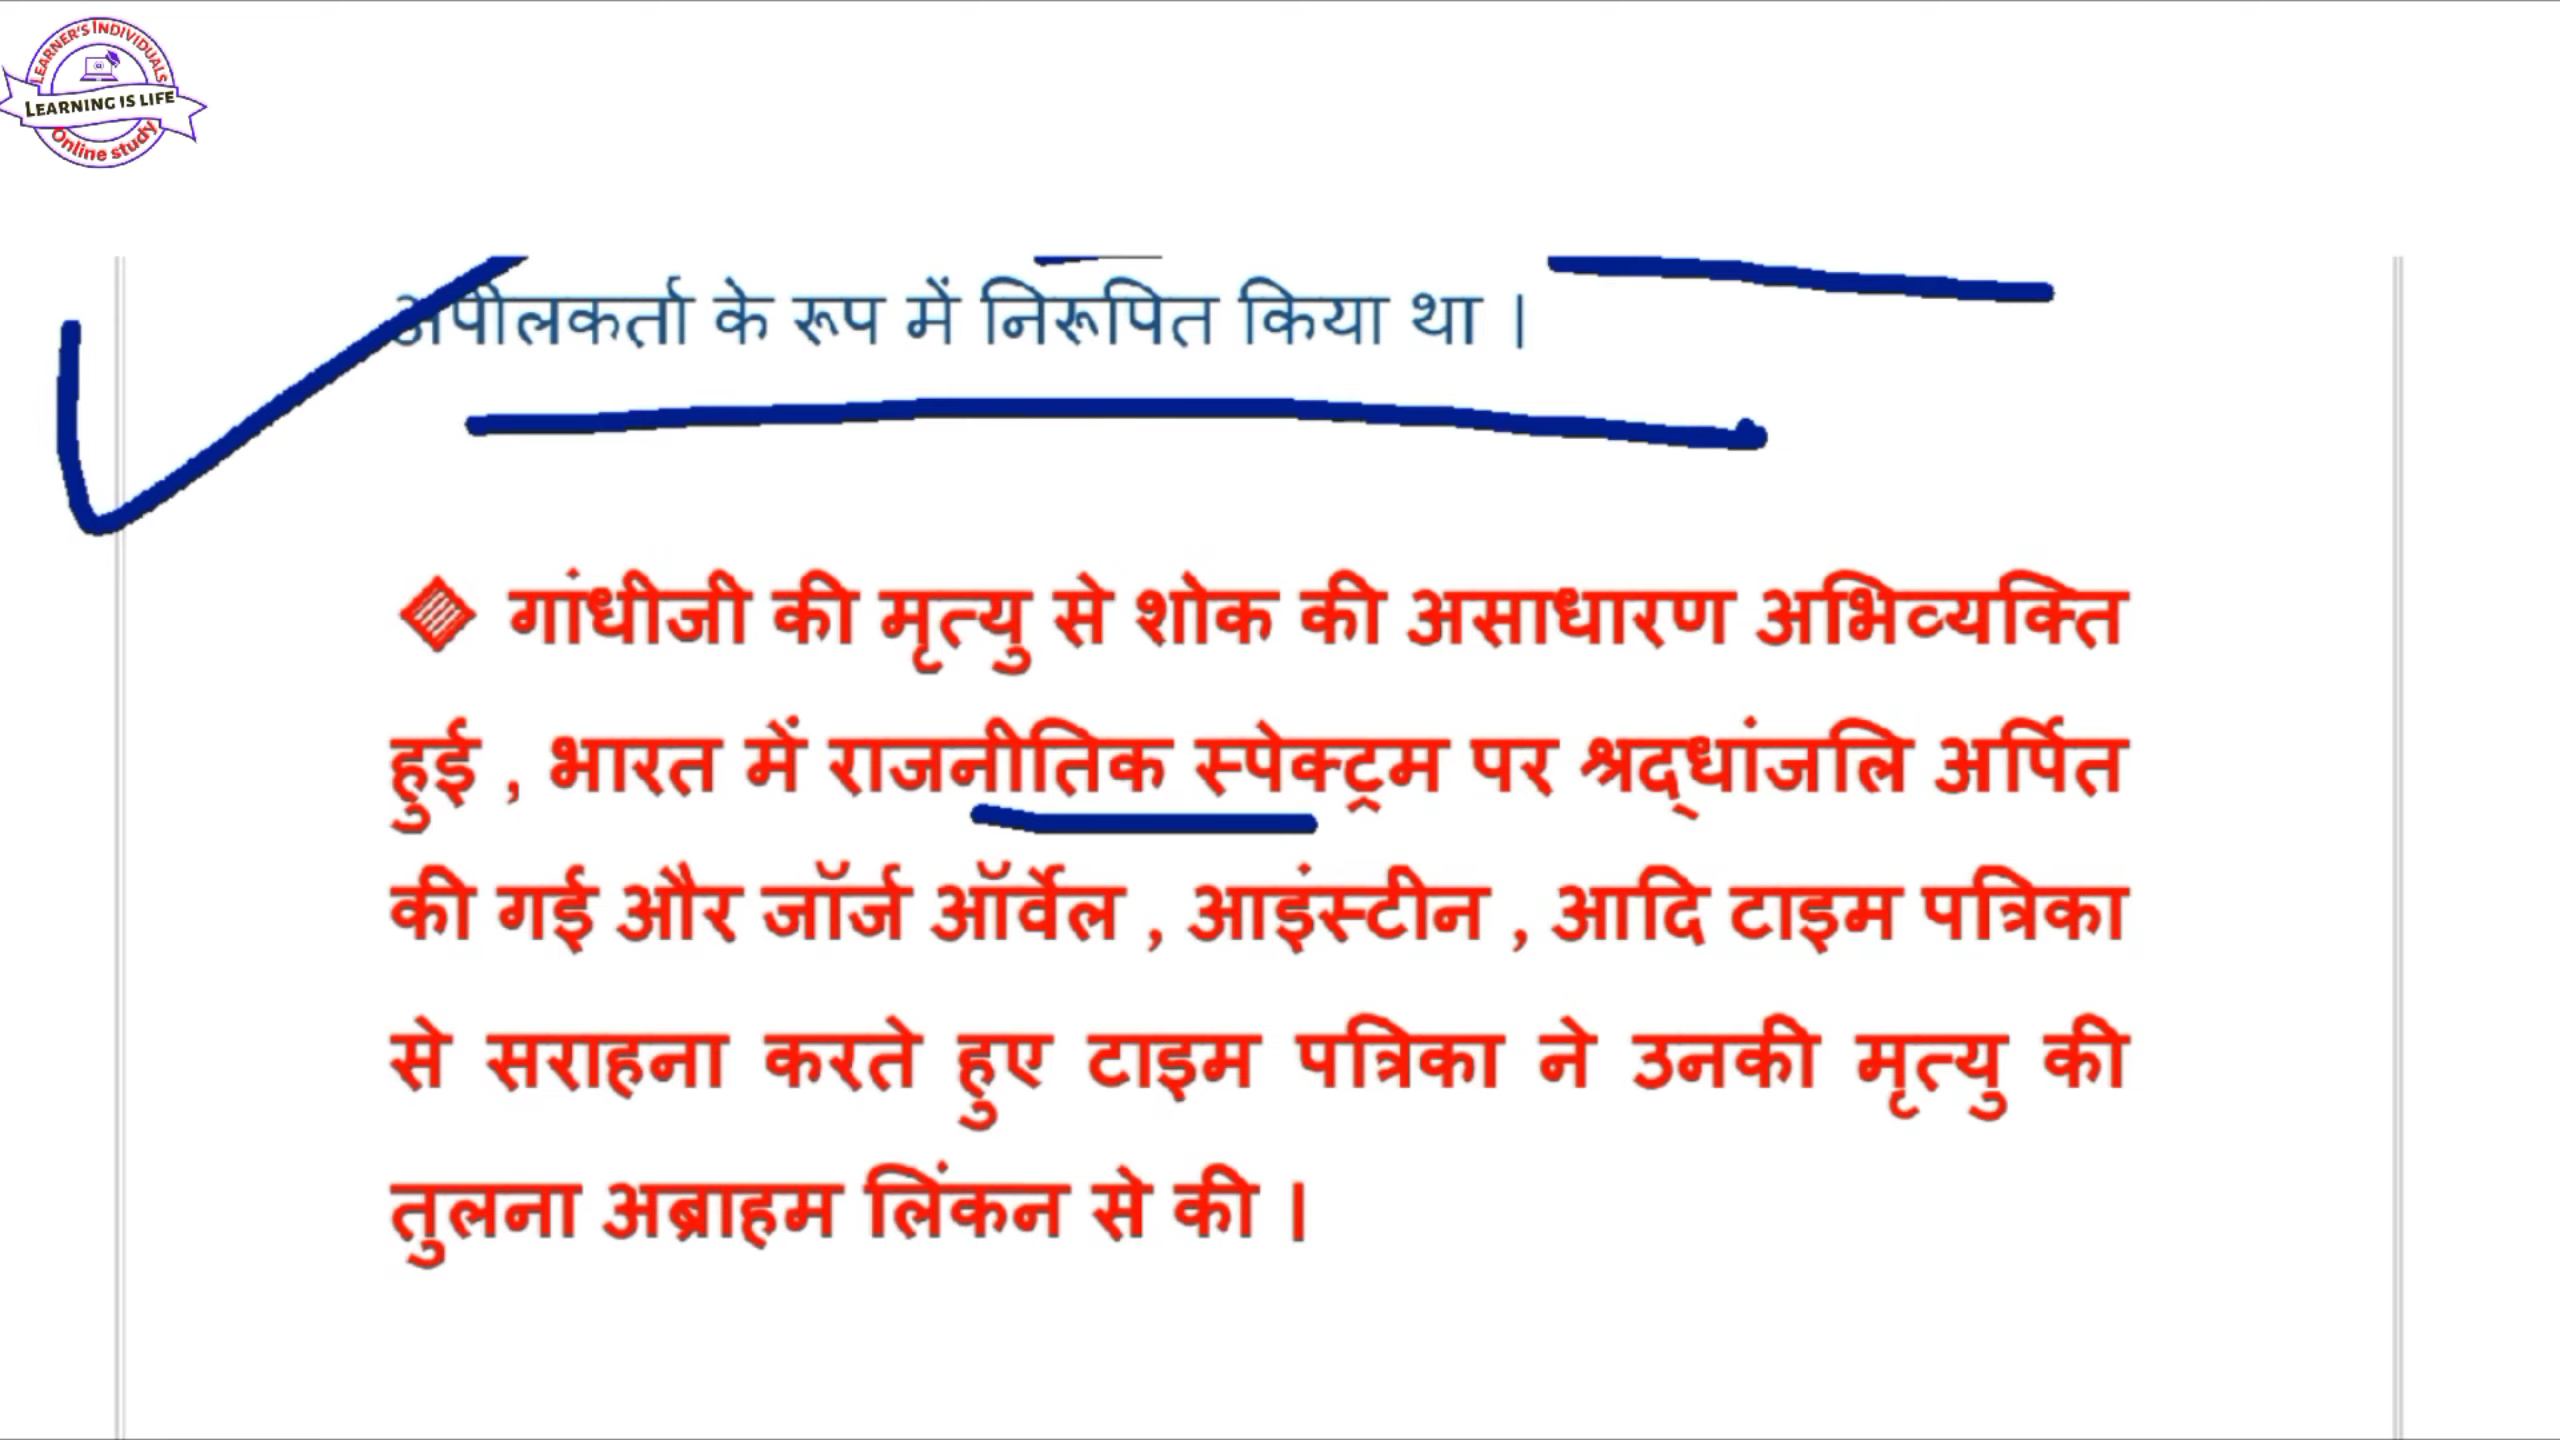 LEARNER'S INDIVIDUALS
LEARNING IS LIFE
Online study
अपीलकर्ता के रूप में निरूपित किया था ।
गांधीजी की मृत्यु से शोक की असाधारण अभिव्यक्ति
हुई , भारत में राजनीतिक स्पेक्ट्रम पर श्रद्धांजलि अर्पित
की गई और जॉर्ज ऑर्वेल , आइंस्टीन , आदि टाइम पत्रिका
से सराहना करते हुए टाइम पत्रिका ने उनकी मृत्यु की
तुलना अब्राहम लिंकन से की ।